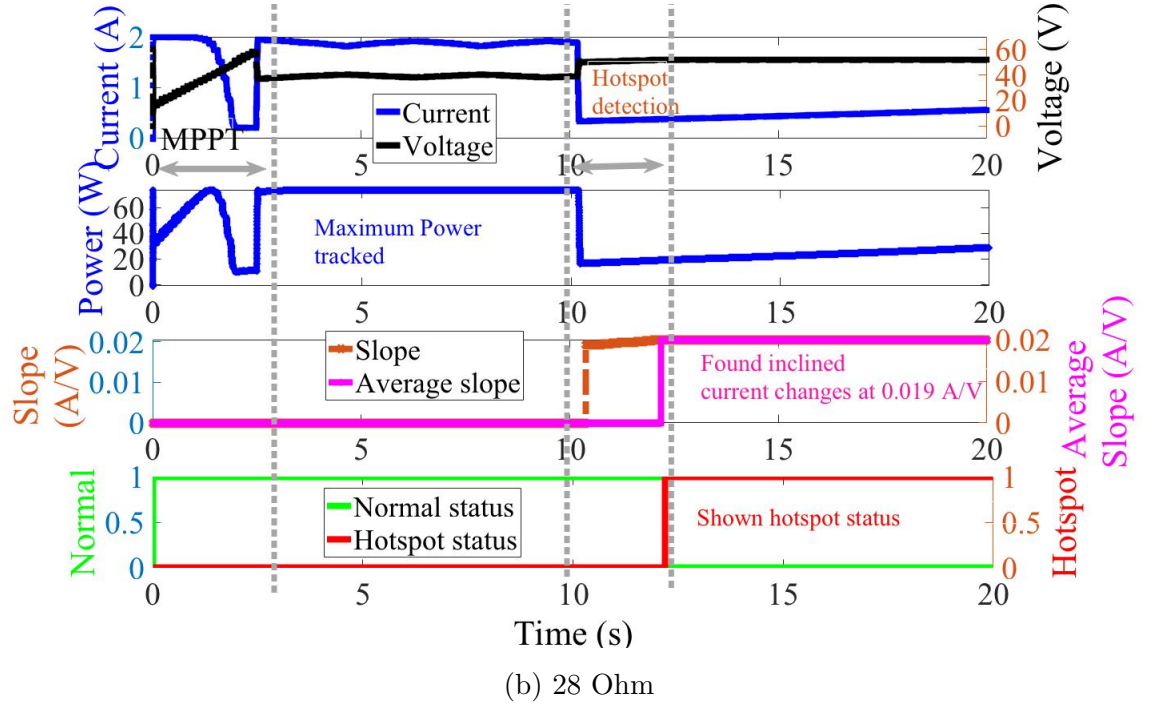 Current (A)
2
1
0
60
40
20
0
Voltage (V)
Hotspot
detection
Current
Voltage
MPPT
0
5
10
15
20
Power (W)
60
40
20
0
Maximum Power
tracked
0
5
10
15
20
Slope
(A/V)
0.02
0.01
0
Slope
Average slope
Found inclined
current changes at 0.019 A/V
0.02
0.01
0
Average
Slope (A/V)
0
5
10
15
20
Normal
1
0.5
0
Normal status
Hotspot status
Shown hotspot status
1
0.5
0
Hotspot
0
5
10
15
20
Time (s)
(b) 28 Ohm